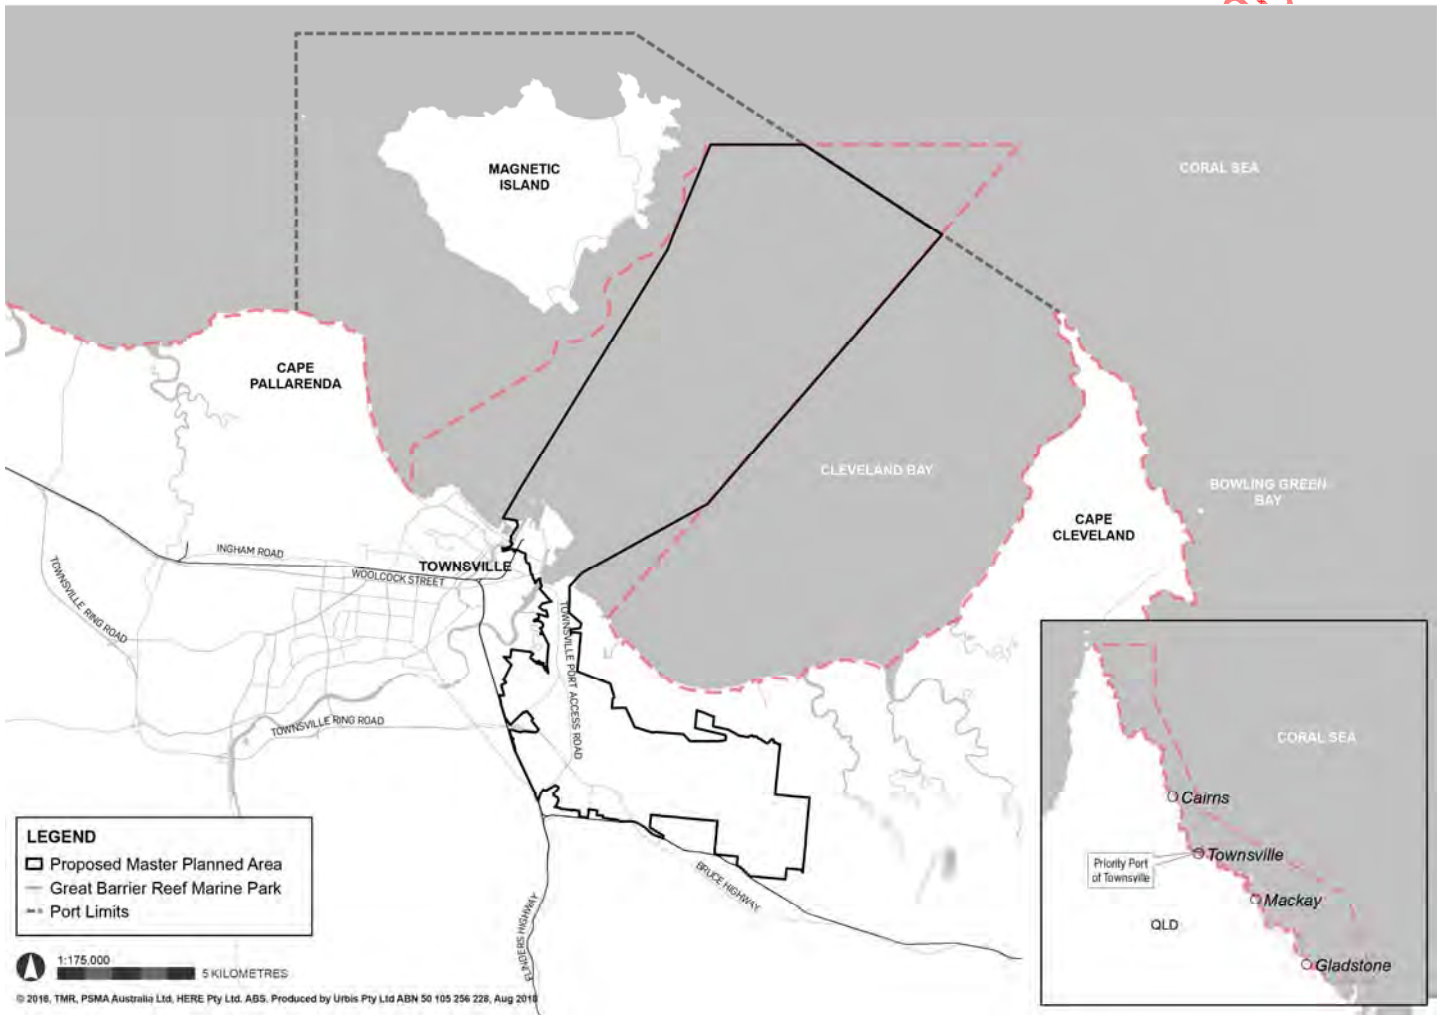 MAGNETIC
ISLAND
CORAL SEA
CAPE
PALLARENDA
CLEVELAND BAY
BOWLING GREEN
BAY
CAPE
CLEVELAND
INGHAM ROAD
TOWNSVILLE
WOOLCOCK STREET
TOWNSVILLE RING ROAD
TOWNSVILLE PORT ACCESS ROAD
TOWNSVILLE RING ROAD
BRUCE HIGHWAY
FLINDERS HIGHWAY
CORAL SEA
Cairns
Townsville
Priority Port
of Townsville
Mackay
QLD
Gladstone
LEGEND
Proposed Master Planned Area
Great Barrier Reef Marine Park
Port Limits
1:175,000
5 KILOMETRES
© 2018, TMR, PSMA Australia Ltd, HERE Pty Ltd. ABS. Produced by Urbis Pty Ltd ABN 50 105 256 228, Aug 2018